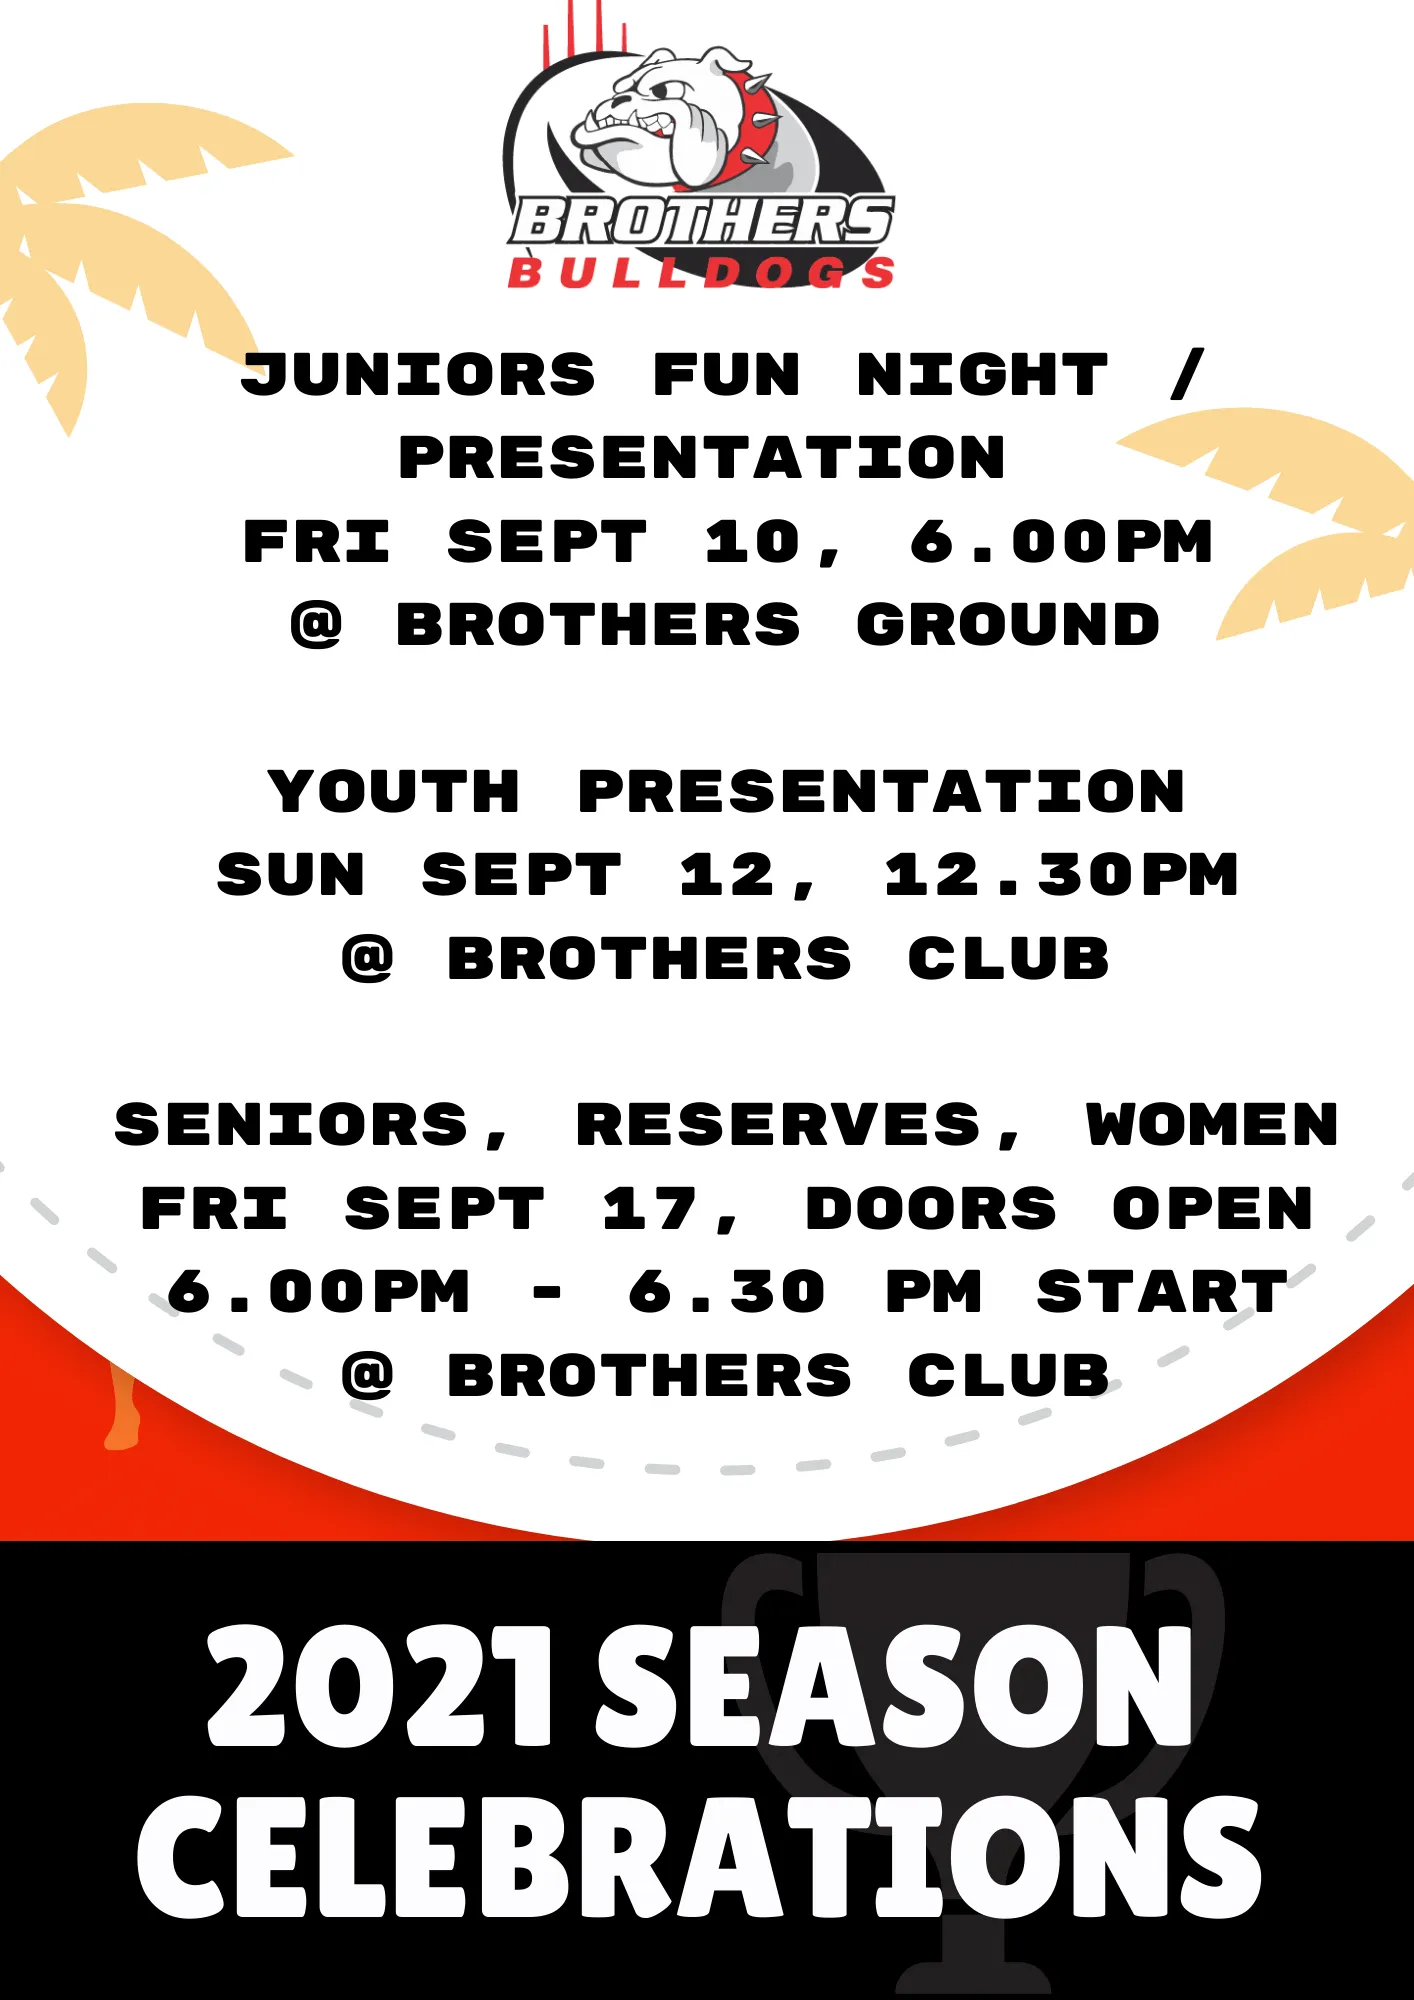 BROTHERS
BULLDOGS
JUNIORS FUN NIGHT /
PRESENTATION
FRI SEPT 10, 6.00PM
@ BROTHERS GROUND
YOUTH PRESENTATION
SUN SEPT 12, 12.30PM
@ BROTHERS CLUB
SENIORS, RESERVES, WOMEN
FRI SEPT 17, DOORS OPEN
6.00PM - 6.30 PM START
@ BROTHERS CLUB
2021 SEASON
CELEBRATIONS